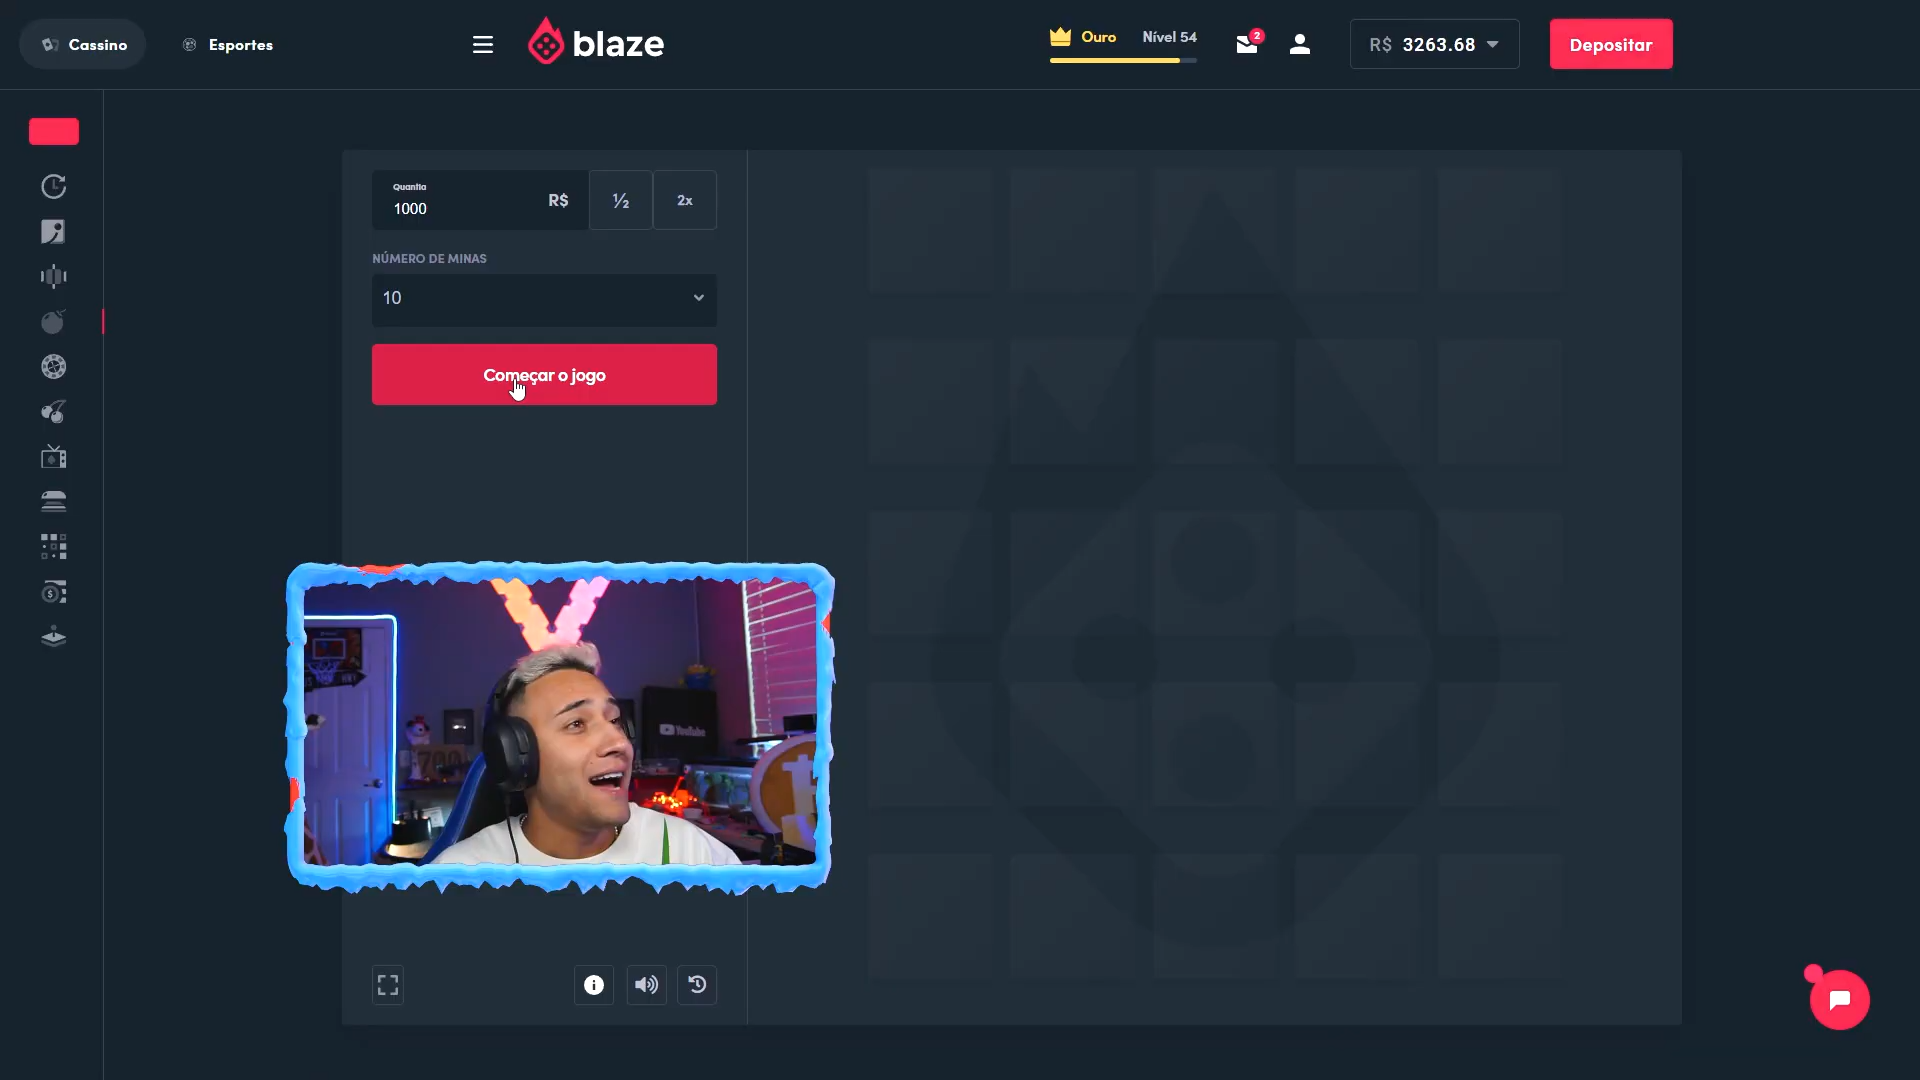 Cassino
Esportes
blaze
Ouro
Nível 54
2
R$ 3263.68
Depositar
Quantia
1000
R$
½
2x
NÚMERO DE MINAS
10
Começar o jogo
YouTube